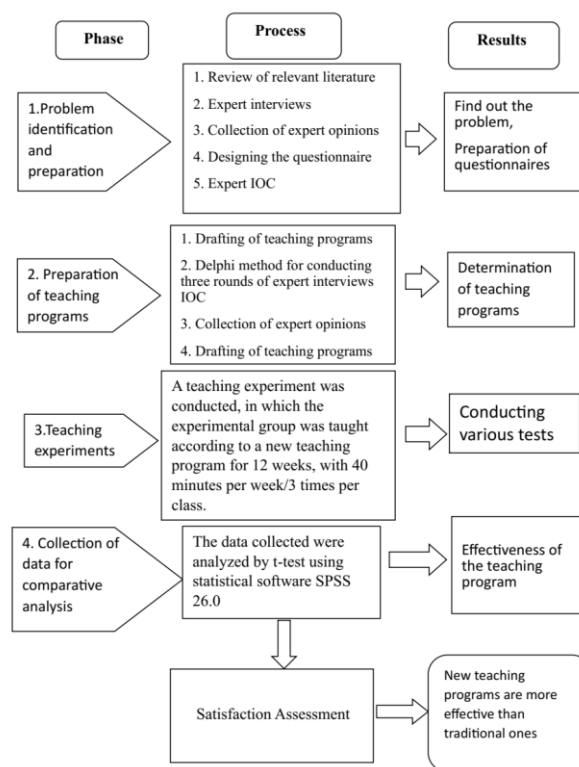 Phase
Process
Results
1.Problem
identification
and
preparation
1. Review of relevant literature
2. Expert interviews
3. Collection of expert opinions
4. Designing the questionnaire
5. Expert IOC
Find out the
problem,
Preparation of
questionnaires
2. Preparation
of teaching
programs
1. Drafting of teaching programs
2. Delphi method for conducting
three rounds of expert interviews
IOC
3. Collection of expert opinions
4. Drafting of teaching programs
Determination
of teaching
programs
3.Teaching
experiments
A teaching experiment was
conducted, in which the
experimental group was taught
according to a new teaching
program for 12 weeks, with 40
minutes per week/3 times per
class.
Conducting
various tests
4. Collection of
data for
comparative
analysis
The data collected were
analyzed by t-test using
statistical software SPSS
26.0
Effectiveness of
the teaching
program
Satisfaction Assessment
New teaching
programs are more
effective than
traditional ones